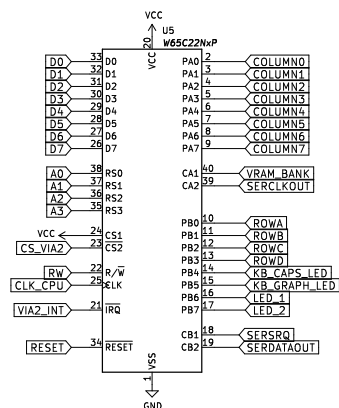 VCC
U5
W65C22NxP
20
VCC
D0 33 D0 PA0 2 COLUMN0
D1 32 D1 PA1 3 COLUMN1
D2 31 D2 PA2 4 COLUMN2
D3 30 D3 PA3 5 COLUMN3
D4 29 D4 PA4 6 COLUMN4
D5 28 D5 PA5 7 COLUMN5
D6 27 D6 PA6 8 COLUMN6
D7 26 D7 PA7 9 COLUMN7
A0 38 RS0 CA1 40 VRAM_BANK
A1 37 RS1 CA2 39 SERCLKOUT
A2 36 RS2
A3 35 RS3
PB0 10 ROWA
VCC 24 CS1 PB1 11 ROWB
CS_VIA2 23 CS2 PB2 12 ROWC
PB3 13 ROWD
RW 22 R/W PB4 14 KB_CAPS_LED
CLK_CPU 25 CLK PB5 15 KB_GRAPH_LED
PB6 16 LED_1
VIA2_INT 21 IRQ PB7 17 LED_2
CB1 18 SERSRQ
RESET 34 RESET CB2 19 SERDATAOUT
VSS
1
GND